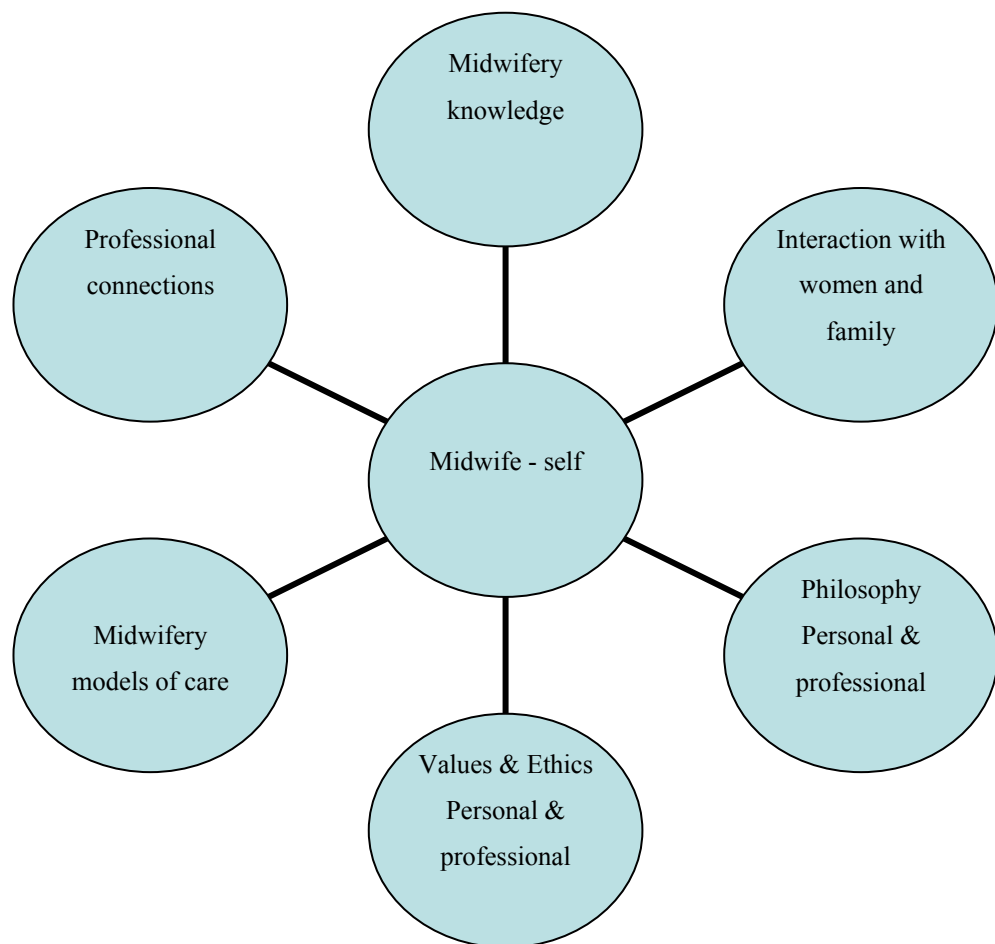 Midwifery
knowledge
Professional
connections
Interaction with
women and
family
Midwife - self
Midwifery
models of care
Philosophy
Personal &
professional
Values & Ethics
Personal &
professional